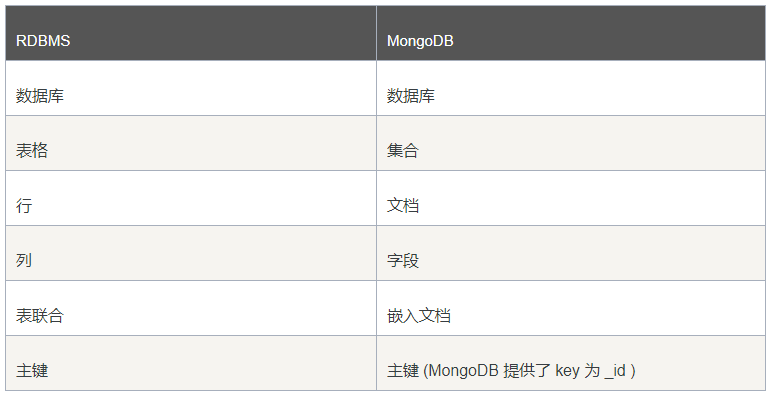 RDBMS MongoDB
数据库 数据库
表格 集合
行 文档
列 字段
表联合 嵌入文档
主键 主键 (MongoDB 提供了 key 为 _id )